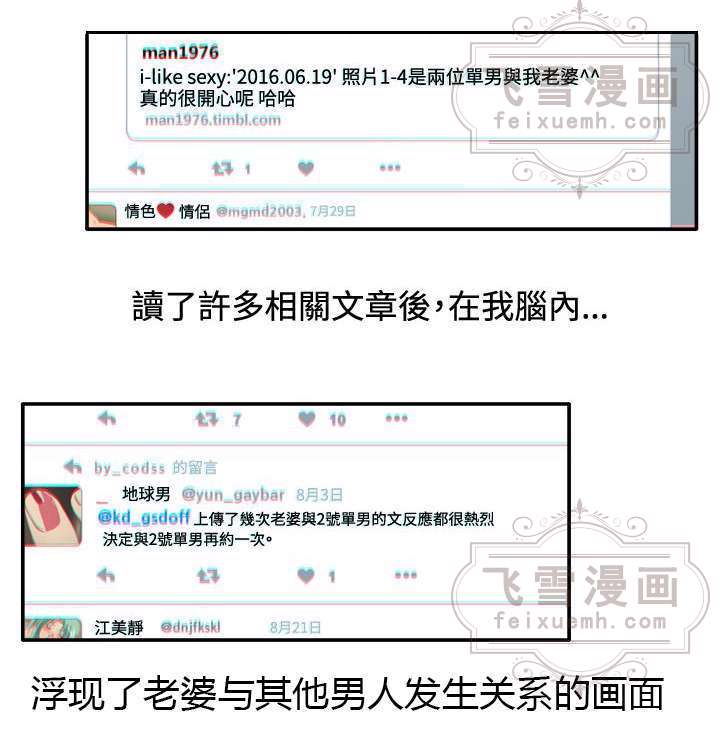 man1976
i-like sexy:'2016.06.19' 照片1-4是兩位單男與我老婆^^
真的很開心呢 哈哈
man1976.timbl.com
1
情色❤情侶 @mgmd2003, 7月29日
飞雪漫画
feixuemh.com
讀了許多相關文章後,在我腦內...
7 10
by_codss 的留言
_ 地球男 @yun_gaybar 8月3日
@kd_gsdoff 上傳了幾次老婆與2號單男的文反應都很熱烈
決定與2號單男再約一次。
1
江美靜 @dnjfkskl 8月21日
飞雪漫画
feixuemh.com
浮现了老婆与其他男人发生关系的画面